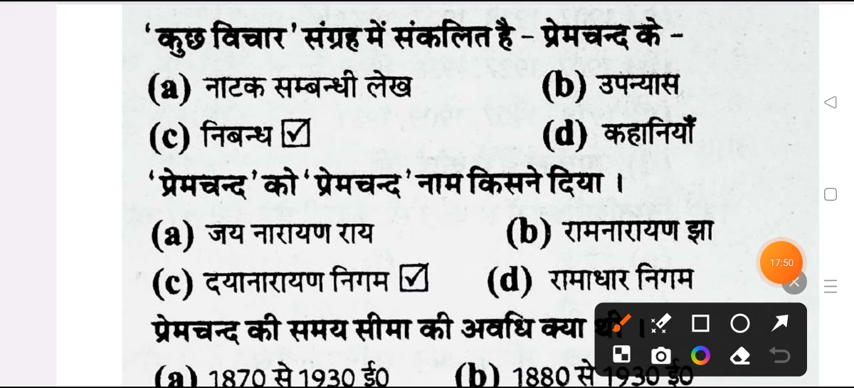 'कुछ विचार' संग्रह में संकलित है - प्रेमचन्द के -
(a) नाटक सम्बन्धी लेख (b) उपन्यास
(c) निबन्ध (d) कहानियाँ
'प्रेमचन्द' को 'प्रेमचन्द' नाम किसने दिया ।
(a) जय नारायण राय (b) रामनारायण झा
(c) दयानारायण निगम (d) रामाधार निगम
17:50
प्रेमचन्द की समय सीमा की अवधि क्या थी ।
(a) 1870 से 1930 ई० (b) 1880 से 1930 ई०